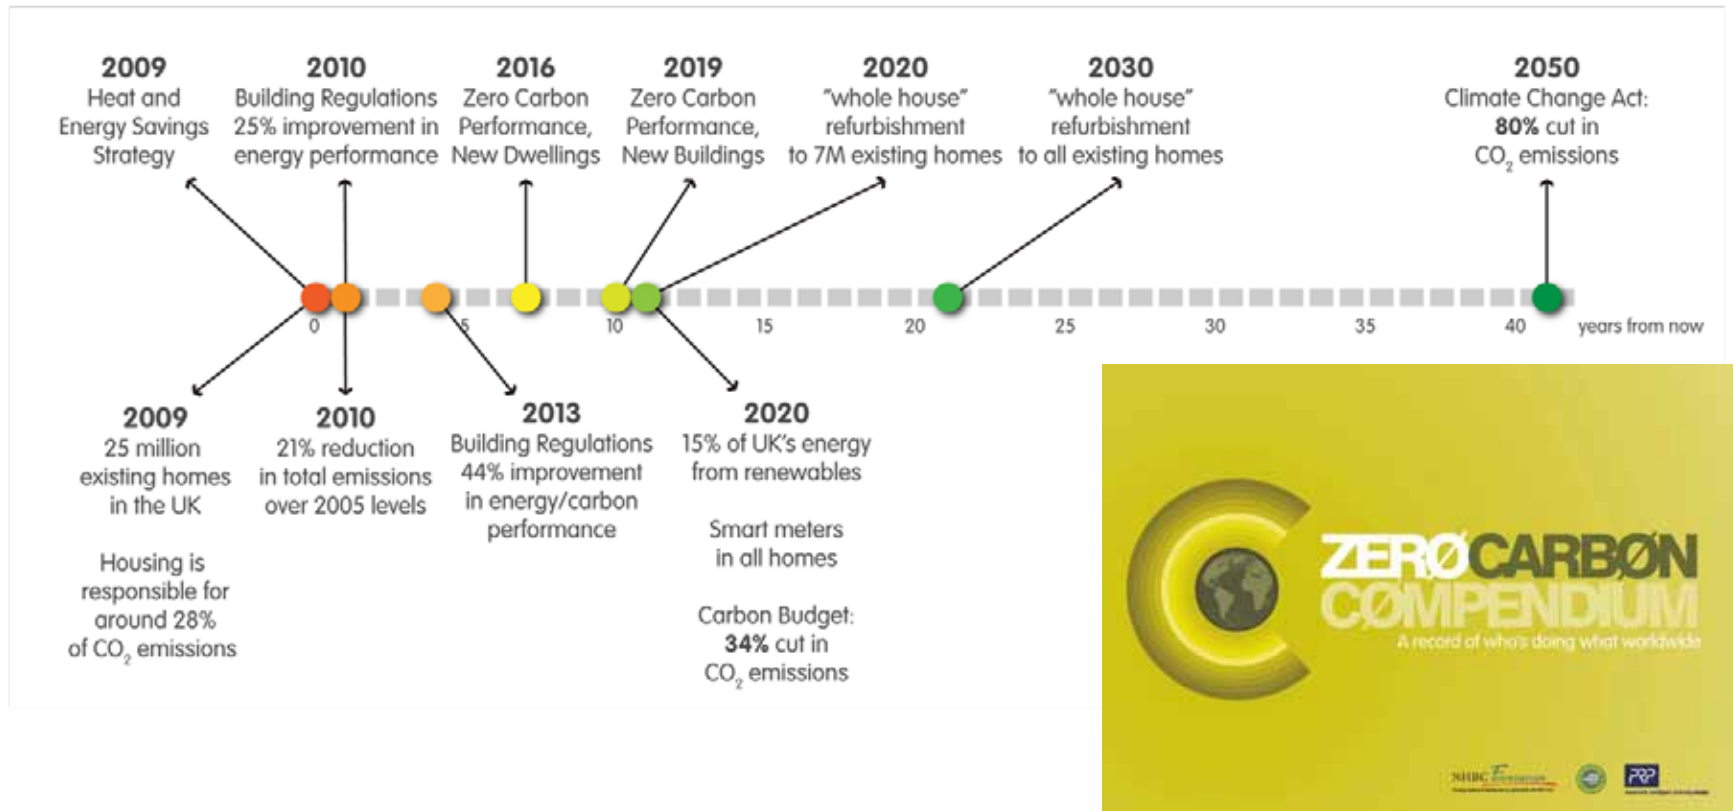 2009
Heat and
Energy Savings
Strategy
2010
Building Regulations
25% improvement in
energy performance
2016
Zero Carbon
Performance,
New Dwellings
2019
Zero Carbon
Performance,
New Buildings
2020
"whole house"
refurbishment
to 7M existing homes
2030
"whole house"
refurbishment
to all existing homes
2050
Climate Change Act:
80% cut in
CO₂ emissions
0 5 10 15 20 25 30 35 40 years from now
2009
25 million
existing homes
in the UK
Housing is
responsible for
around 28%
of CO₂ emissions
2010
21% reduction
in total emissions
over 2005 levels
2013
Building Regulations
44% improvement
in energy/carbon
performance
2020
15% of UK's energy
from renewables
Smart meters
in all homes
Carbon Budget:
34% cut in
CO₂ emissions
ZERØCARBØN
CØMPENDIUM
A record of who's doing what worldwide
NHBC Foundation
PRP